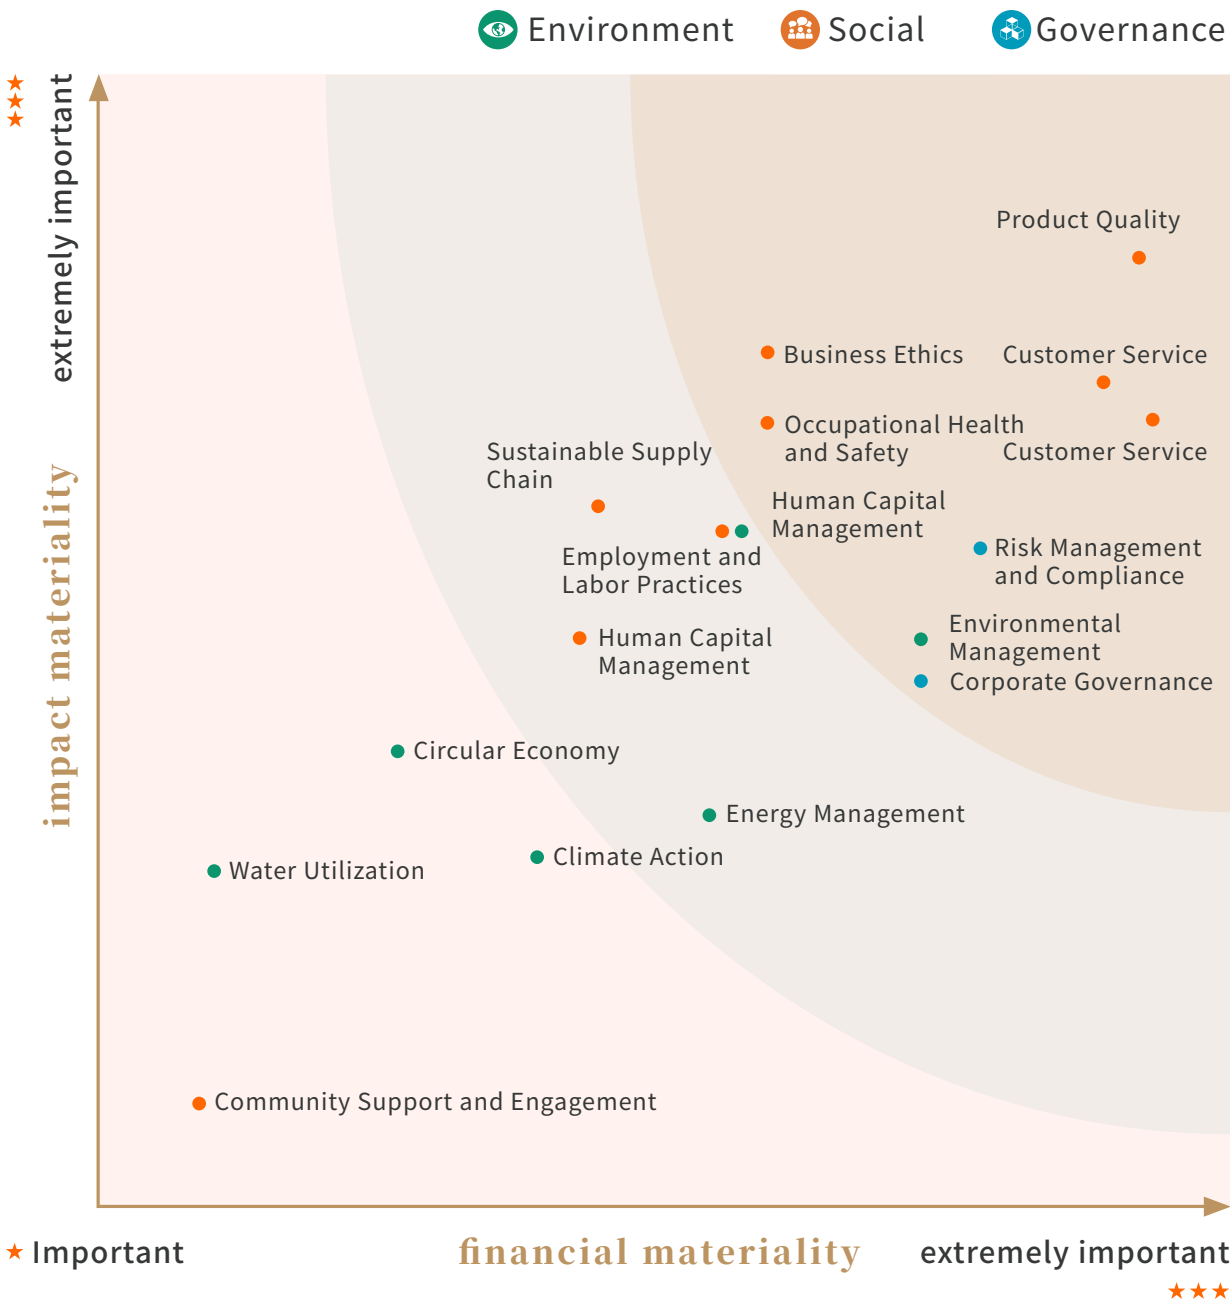 Environment
Social
Governance
extremely important
impact materiality
Product Quality
Business Ethics
Customer Service
Occupational Health
and Safety
Customer Service
Sustainable Supply
Chain
Human Capital
Management
Employment and
Labor Practices
Risk Management
and Compliance
Environmental
Management
Corporate Governance
Human Capital
Management
Circular Economy
Energy Management
Climate Action
Water Utilization
Community Support and Engagement
Important
financial materiality
extremely important